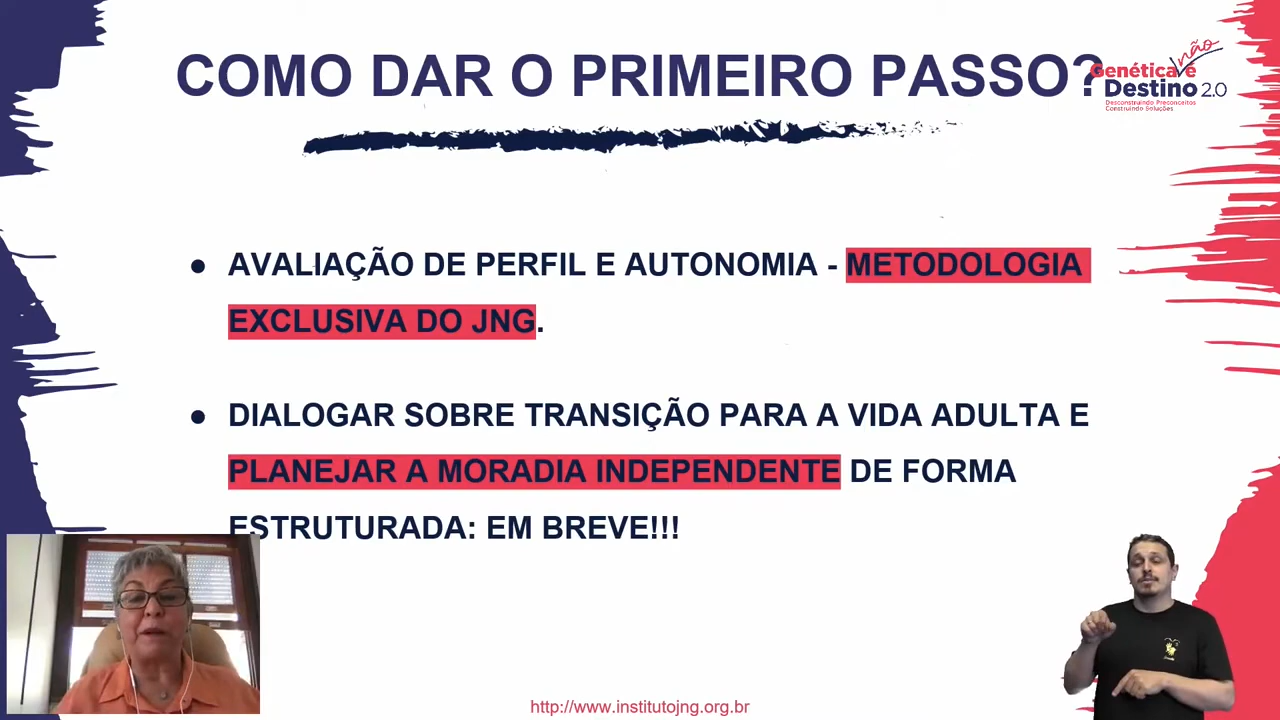 COMO DAR O PRIMEIRO PASSO?
não
Genética é
Destino 2.0
Desconstruindo Preconceitos
Construindo Soluções
● AVALIAÇÃO DE PERFIL E AUTONOMIA - METODOLOGIA
EXCLUSIVA DO JNG.
● DIALOGAR SOBRE TRANSIÇÃO PARA A VIDA ADULTA E
PLANEJAR A MORADIA INDEPENDENTE DE FORMA
ESTRUTURADA: EM BREVE!!!
http://www.institutojng.org.br